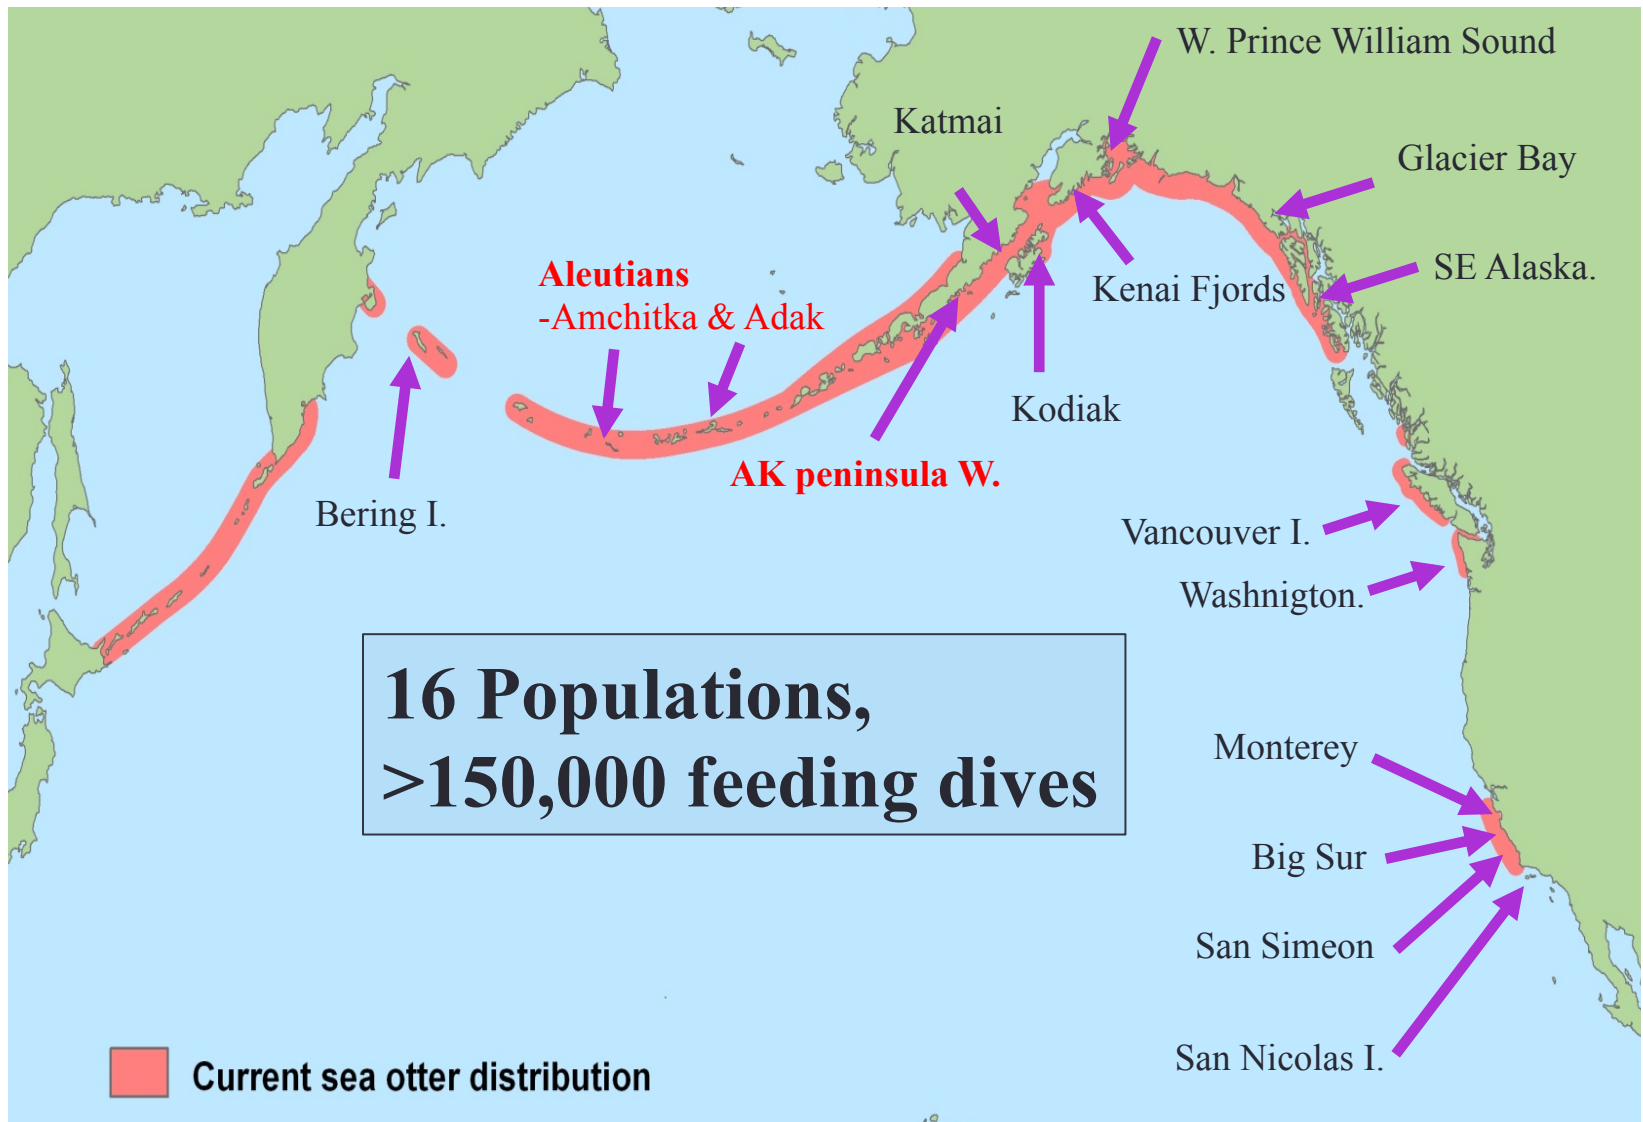 W. Prince William Sound
Katmai
Glacier Bay
Aleutians
-Amchitka & Adak
SE Alaska.
Kenai Fjords
Kodiak
AK peninsula W.
Bering I.
Vancouver I.
Washnigton.
16 Populations,
>150,000 feeding dives
Monterey
Big Sur
San Simeon
San Nicolas I.
Current sea otter distribution